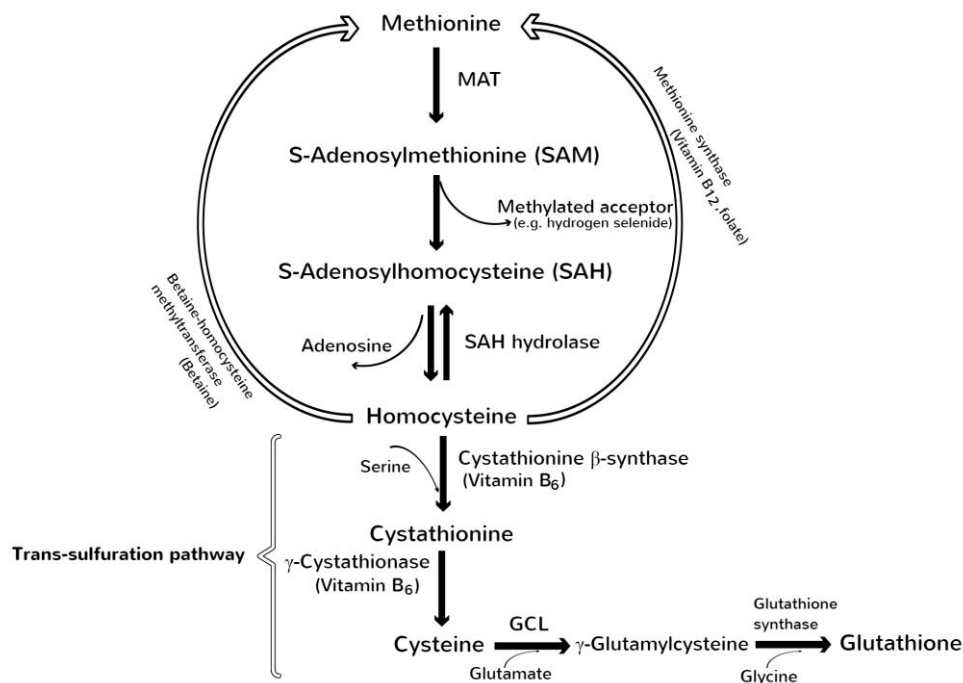 Methionine
MAT
S-Adenosylmethionine (SAM)
Methylated acceptor
(e.g. hydrogen selenide)
S-Adenosylhomocysteine (SAH)
Adenosine
SAH hydrolase
Betaine-homocysteine
methyltransferase
(Betaine)
Methionine synthase
(Vitamin B12, folate)
Homocysteine
Serine
Cystathionine β-synthase
(Vitamin B6)
Cystathionine
Trans-sulfuration pathway
γ-Cystathionase
(Vitamin B6)
Cysteine
GCL
Glutamate
γ-Glutamylcysteine
Glutathione
synthase
Glycine
Glutathione